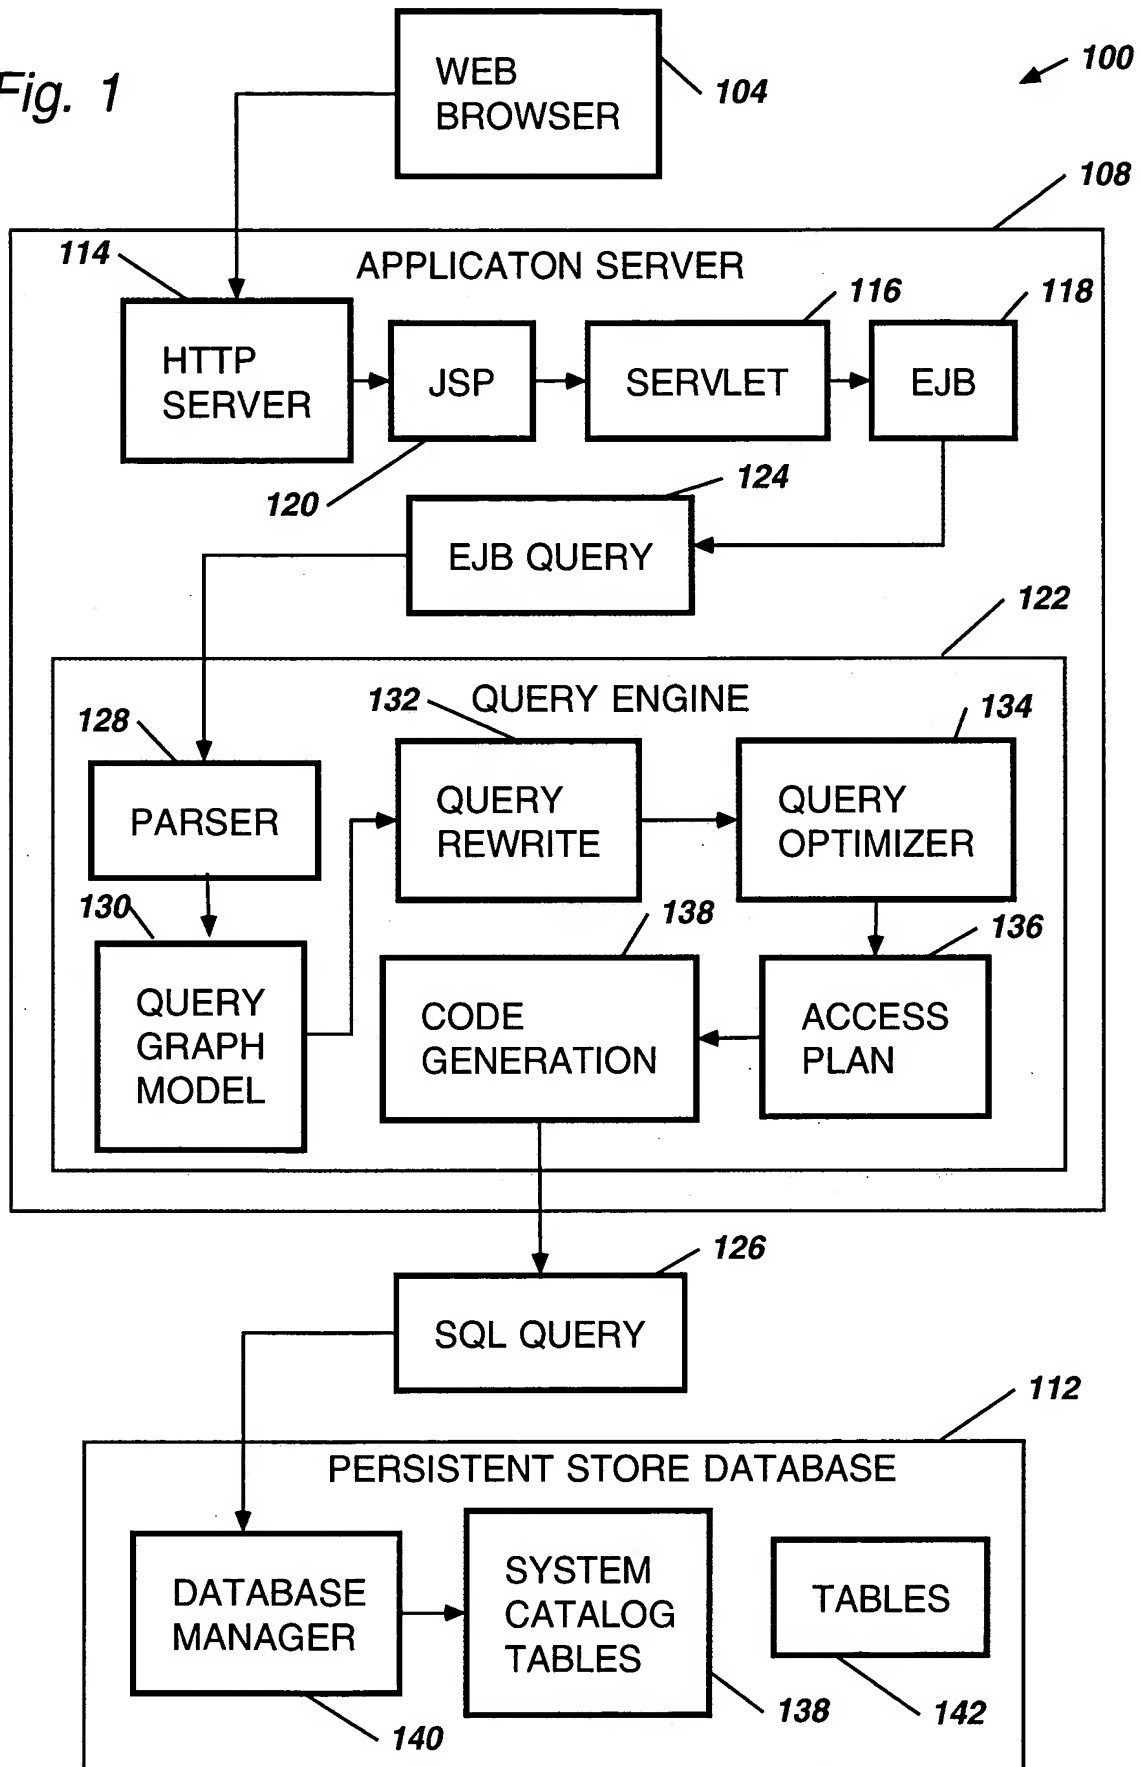 Fig. 1
WEB
BROWSER
104
100
108
114
APPLICATON SERVER
116
118
HTTP
SERVER
JSP
SERVLET
EJB
120
124
EJB QUERY
122
QUERY ENGINE
128
132
134
PARSER
QUERY
REWRITE
QUERY
OPTIMIZER
130
138
136
QUERY
GRAPH
MODEL
CODE
GENERATION
ACCESS
PLAN
126
SQL QUERY
112
PERSISTENT STORE DATABASE
DATABASE
MANAGER
SYSTEM
CATALOG
TABLES
TABLES
140
138
142